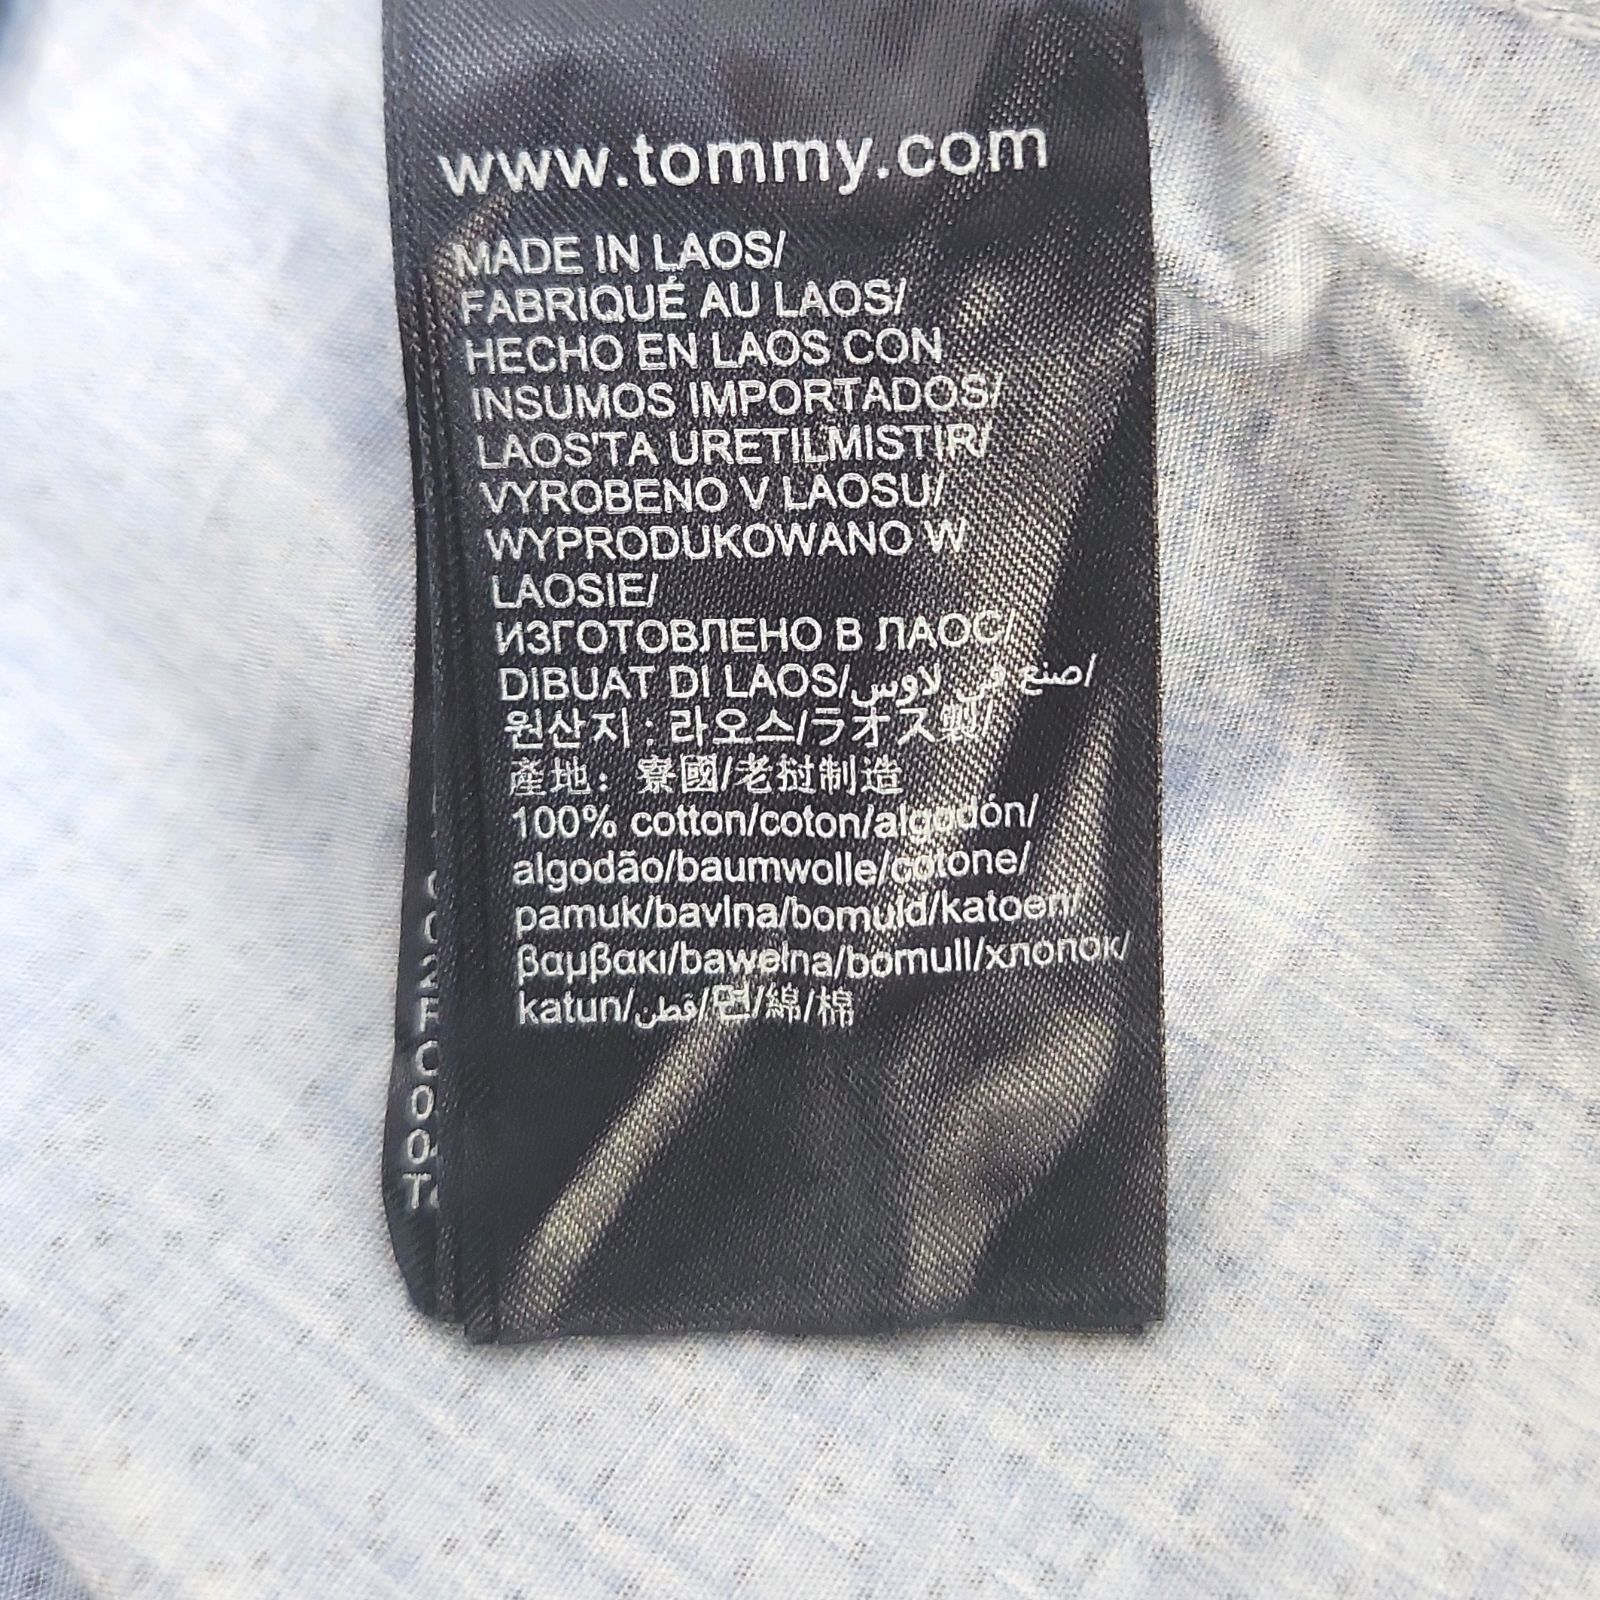 www.tommy.com
MADE IN LAOS/
FABRIQUÉ AU LAOS/
HECHO EN LAOS CON
INSUMOS IMPORTADOS/
LAOS'TA URETILMISTIR/
VYROBENO V LAOSU/
WYPRODUKOWANO W
LAOSIE/
ИЗГОТОВЛЕНО В ЛАОС/
DIBUAT DI LAOS/صنع في لاوس/
원산지 : 라오스/ラオス製/
產地: 寮國/老挝制造
100% cotton/coton/algodón/
algodão/baumwolle/cotone/
pamuk/bavlna/bomuld/katoen/
βαμβακι/bawełna/bomull/хлопок/
katun/قطن/면/綿/棉